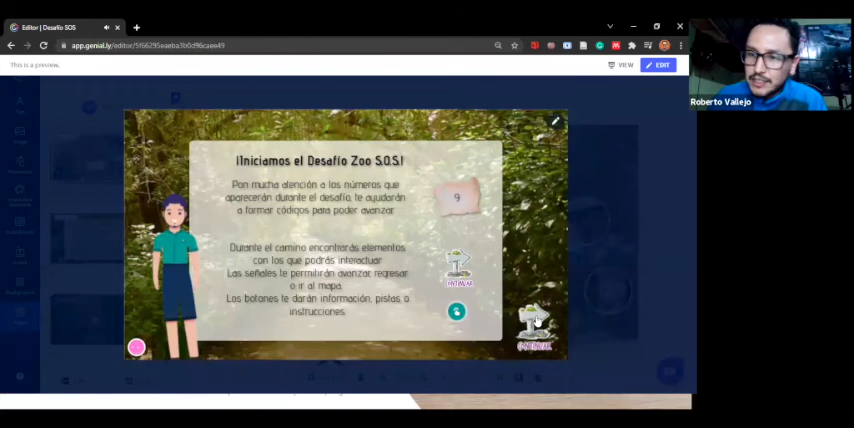 Editor | Desafío SOS
app.genial.ly/editor/5f66295eaeba3b0d96caee49
This is a preview.
VIEW
EDIT
Roberto Vallejo
¡Iniciamos el Desafío Zoo S.O.S.!
Pon mucha atención a los números que
aparecerán durante el desafío, te ayudarán
a formar códigos para poder avanzar
9
Durante el camino encontrarás elementos
con los que podrás interactuar
Las señales te permitirán avanzar, regresar
o ir al mapa.
Los botones te darán información, pistas o
instrucciones.
CONTINUAR
CONTINUAR